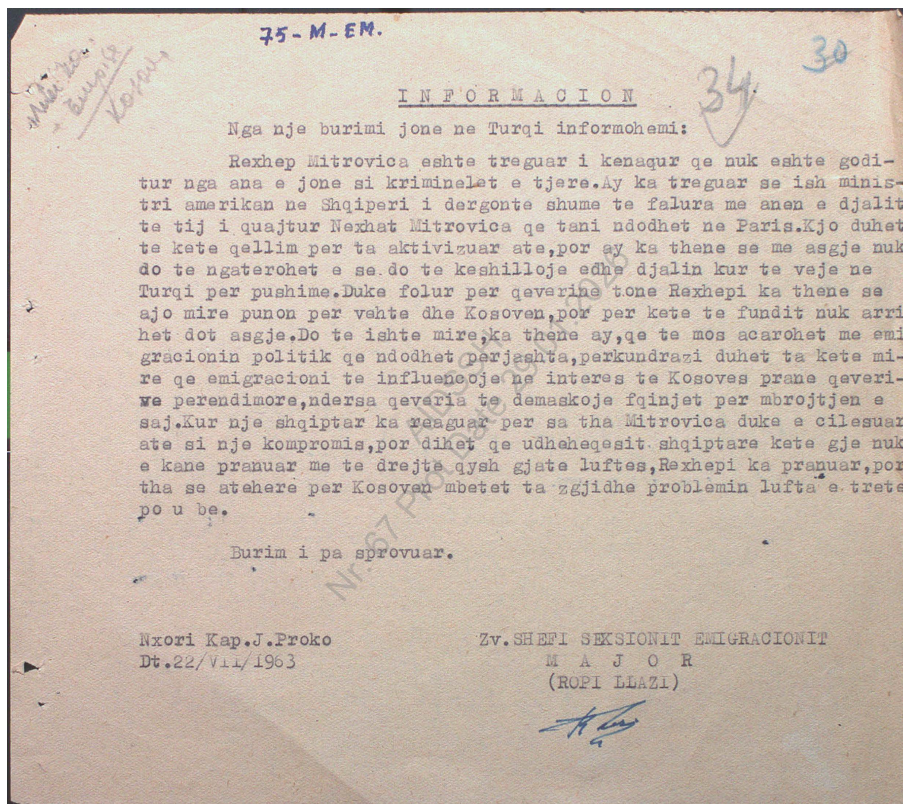 75-M-EM.
30
34
Kosova
I N F O R M A C I O N
Nga nje burimi jone ne Turqi informohemi:
Rexhep Mitrovica eshte treguar i kenaqur qe nuk eshte godi-
tur nga ana e jone si kriminelet e tjere.Ay ka treguar se ish minis-
tri amerikan ne Shqiperi i dergonte shume te falura me anen e djalit
te tij i quajtur Nexhat Mitrovica qe tani ndodhet ne Paris.Kjo duhet
te kete qellim per ta aktivizuar ate,por ay ka thene se me asgje nuk
do te ngaterohet e se do te keshilloje edhe djalin kur te veje ne
Turqi per pushime.Duke folur per qeverine tone Rexhepi ka thene se
ajo mire punon per vehte dhe Kosoven,por per kete te fundit nuk arri
het dot asgje.Do te ishte mire,ka thene ay,qe te mos acarohet me emi
gracionin politik qe ndodhet perjashta,perkundrazi duhet ta kete mi-
re qe emigracioni te influencoje ne interes te Kosoves prane qeveri-
ve perendimore,ndersa qeveria te demaskoje fqinjet per mbrojtjen e
saj.Kur nje shqiptar ka reaguar per sa tha Mitrovica duke e cilesuar
ate si nje kompromis,por dihet qe udheheqesit shqiptare kete gje nuk
e kane pranuar me te drejte qysh gjate luftes,Rexhepi ka pranuar,por
tha se atehere per Kosoven mbetet ta zgjidhe problemin lufta e trete
po u be.
Burim i pa sprovuar.
Nxori Kap.J.Proko
Dt.22/VII/1963
Zv.SHEFI SEKSIONIT EMIGRACIONIT
M A J O R
(ROPI LLAZI)
AIDSSH
Nr. 67 Prot Date 29.01.2026